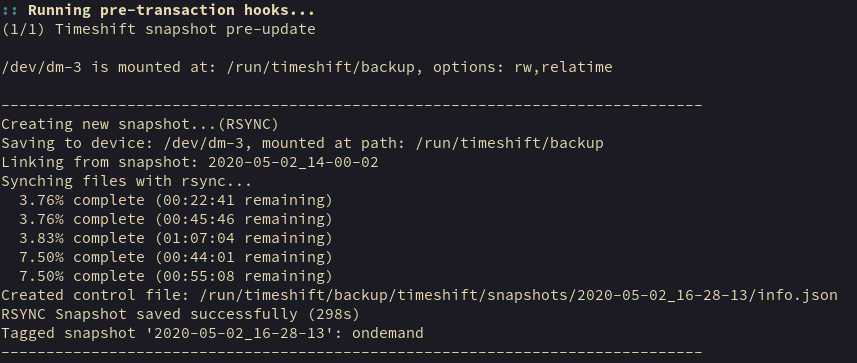 :: Running pre-transaction hooks...
(1/1) Timeshift snapshot pre-update
/dev/dm-3 is mounted at: /run/timeshift/backup, options: rw,relatime
------------------------------------------------------------------------------
Creating new snapshot...(RSYNC)
Saving to device: /dev/dm-3, mounted at path: /run/timeshift/backup
Linking from snapshot: 2020-05-02_14-00-02
Synching files with rsync...
3.76% complete (00:22:41 remaining)
3.76% complete (00:45:46 remaining)
3.83% complete (01:07:04 remaining)
7.50% complete (00:44:01 remaining)
7.50% complete (00:55:08 remaining)
Created control file: /run/timeshift/backup/timeshift/snapshots/2020-05-02_16-28-13/info.json
RSYNC Snapshot saved successfully (298s)
Tagged snapshot '2020-05-02_16-28-13': ondemand
------------------------------------------------------------------------------